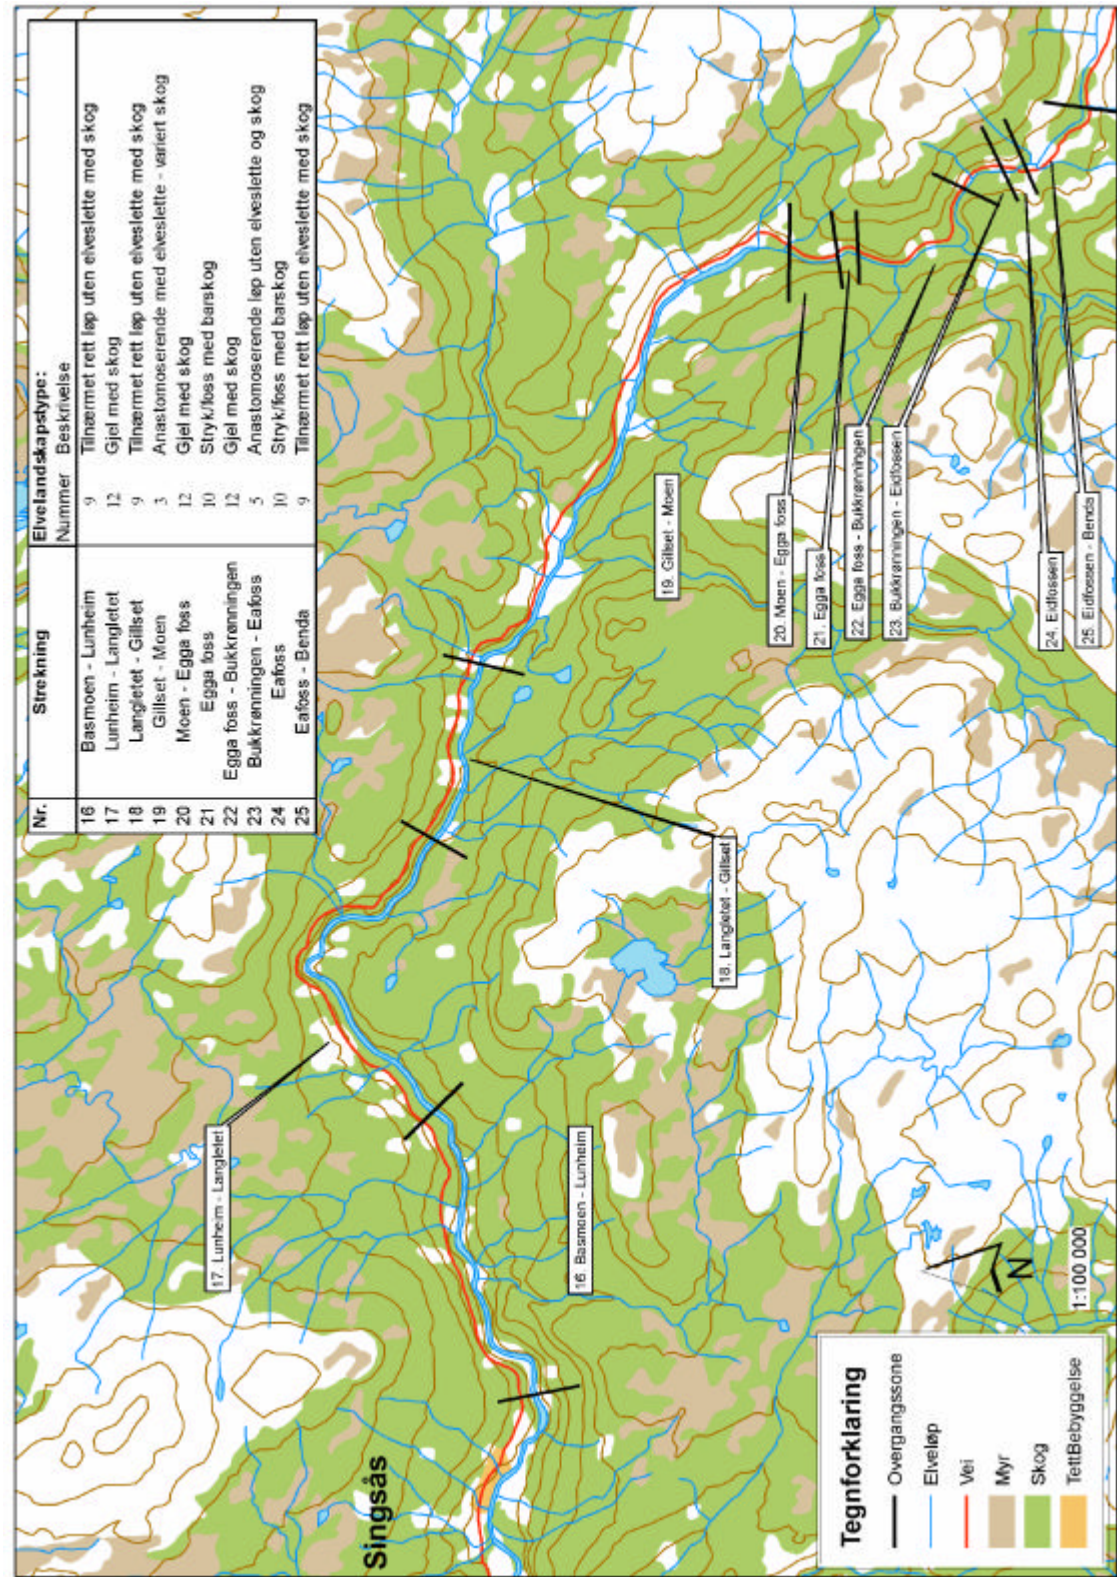 Nr. Strekning Elvelandskapstype:
Nummer Beskrivelse
16 Basmoen - Lunheim 9 Tilnærmet rett løp uten elveslette med skog
17 Lunheim - Langletet 12 Gjel med skog
18 Langletet - Gillset 9 Tilnærmet rett løp uten elveslette med skog
19 Gillset - Moen 3 Anastomoserende med elveslette - variert skog
20 Moen - Egga foss 12 Gjel med skog
21 Egga foss 10 Stryk/foss med barskog
22 Egga foss - Bukkrønningen 12 Gjel med skog
23 Bukkrønningen - Eafoss 5 Anastomoserende løp uten elveslette og skog
24 Eafoss 10 Stryk/foss med barskog
25 Eafoss - Benda 9 Tilnærmet rett løp uten elveslette med skog
17. Lunheim - Langletet
Singsås
16. Basmoen - Lunheim
18. Langletet - Gillset
19. Gillset - Moen
20. Moen - Egga foss
21. Egga foss
22. Egga foss - Bukkrønningen
23. Bukkrønningen - Eidfossen
24. Eidfossen
25. Eidfossen - Benda
N
1:100 000
Tegnforklaring
Overgangssone
Elveløp
Vei
Myr
Skog
TettBebyggelse